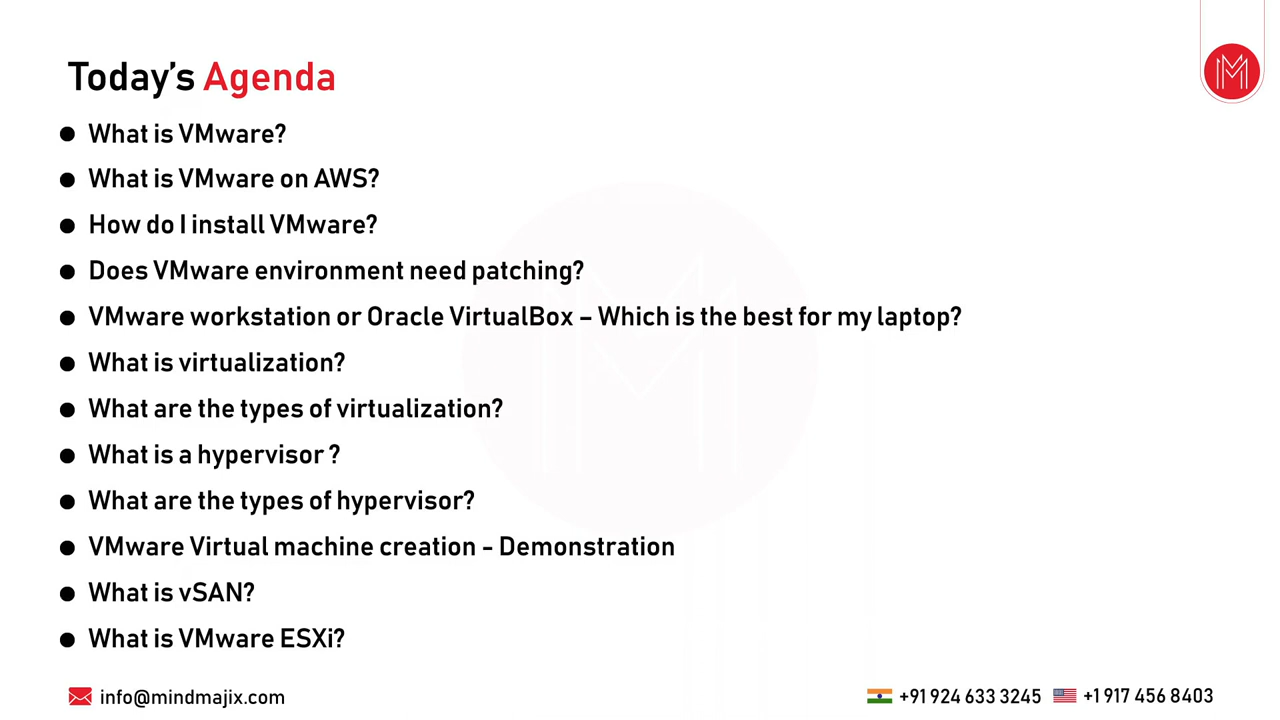 Today's Agenda
● What is VMware?
● What is VMware on AWS?
● How do I install VMware?
● Does VMware environment need patching?
● VMware workstation or Oracle VirtualBox – Which is the best for my laptop?
● What is virtualization?
● What are the types of virtualization?
● What is a hypervisor ?
● What are the types of hypervisor?
● VMware Virtual machine creation - Demonstration
● What is vSAN?
● What is VMware ESXi?
info@mindmajix.com +91 924 633 3245 +1 917 456 8403